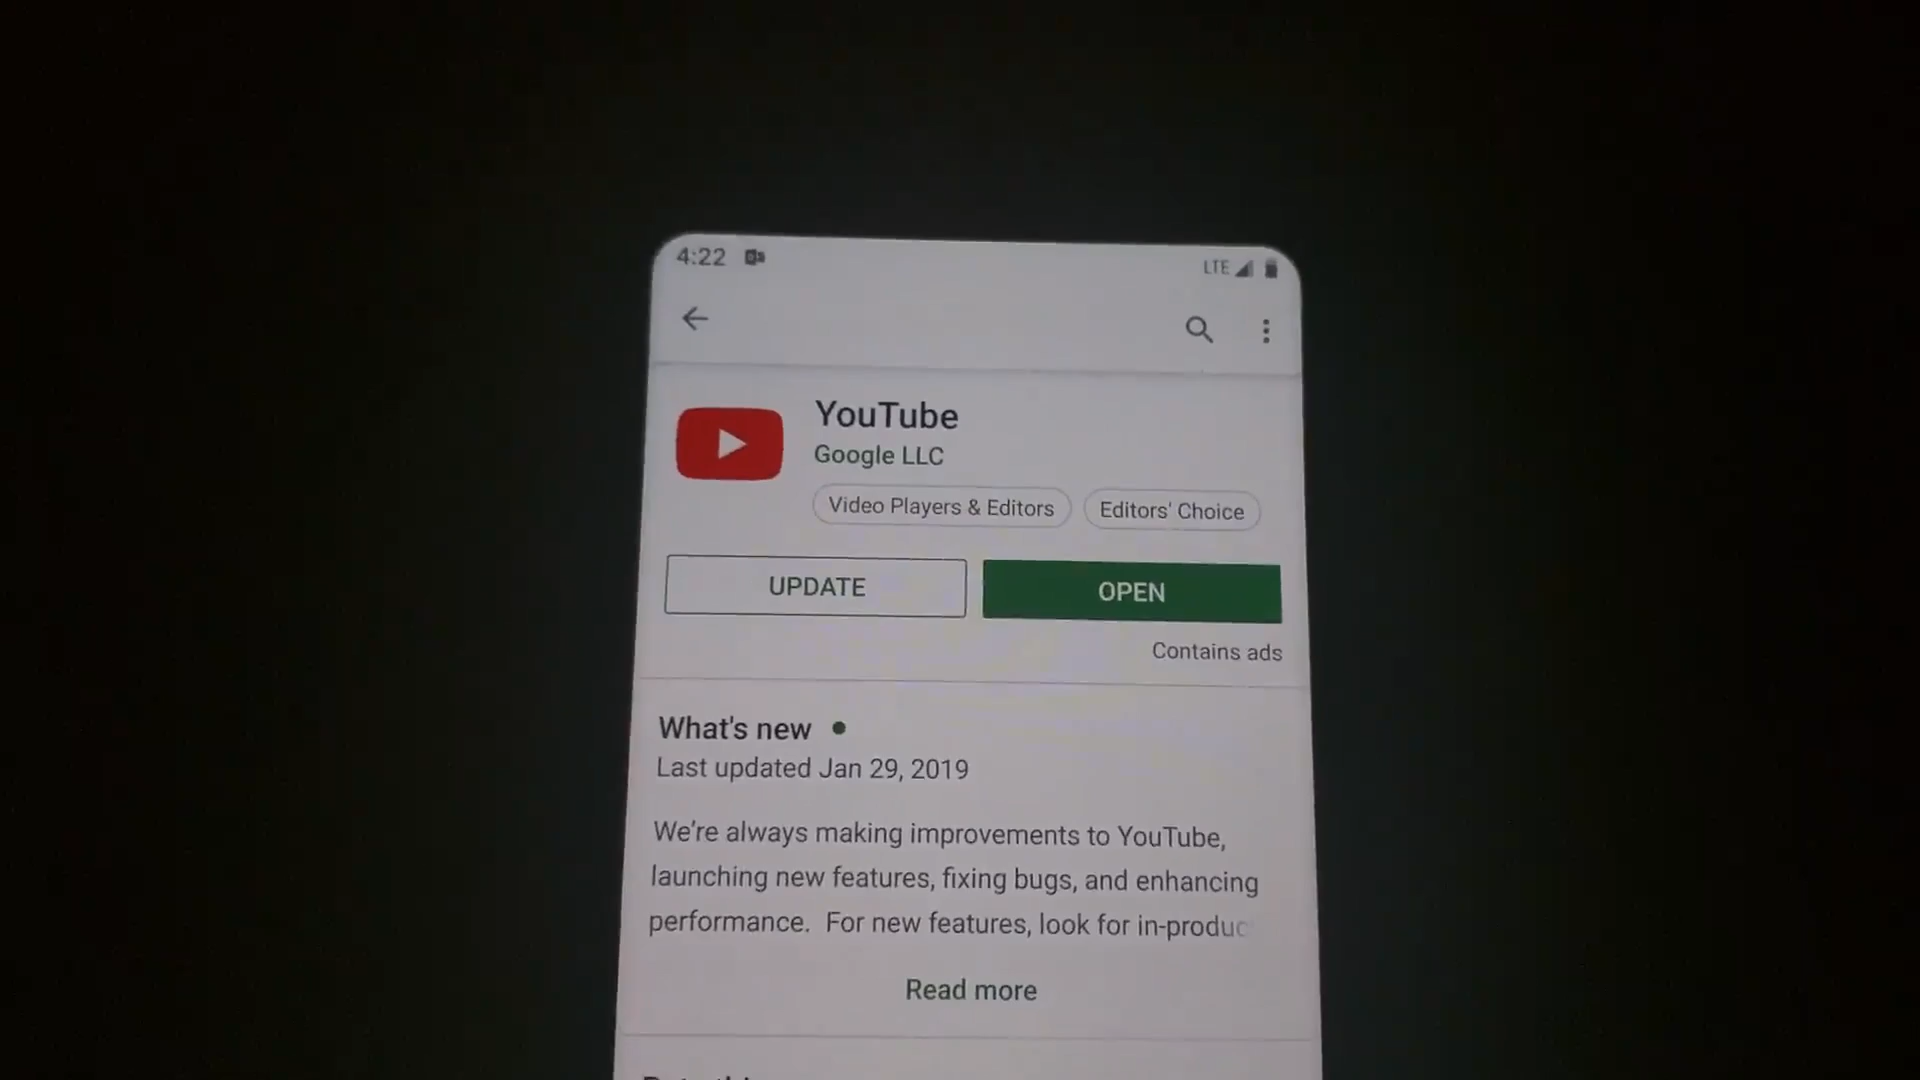 4:22
LTE
YouTube
Google LLC
Video Players & Editors
Editors' Choice
UPDATE
OPEN
Contains ads
What's new
Last updated Jan 29, 2019
We're always making improvements to YouTube,
launching new features, fixing bugs, and enhancing
performance. For new features, look for in-produc
Read more